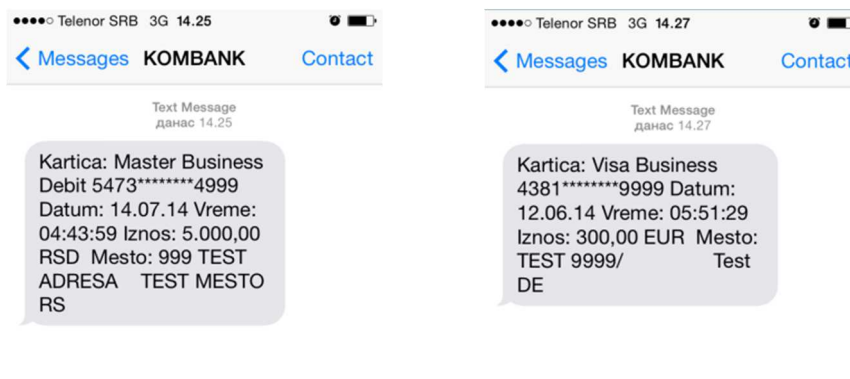 Telenor SRB 3G 14.25
Messages KOMBANK Contact
Text Message
данас 14.25
Kartica: Master Business
Debit 5473********4999
Datum: 14.07.14 Vreme:
04:43:59 Iznos: 5.000,00
RSD Mesto: 999 TEST
ADRESA TEST MESTO
RS
Telenor SRB 3G 14.27
Messages KOMBANK Contact
Text Message
данас 14.27
Kartica: Visa Business
4381********9999 Datum:
12.06.14 Vreme: 05:51:29
Iznos: 300,00 EUR Mesto:
TEST 9999/ Test
DE